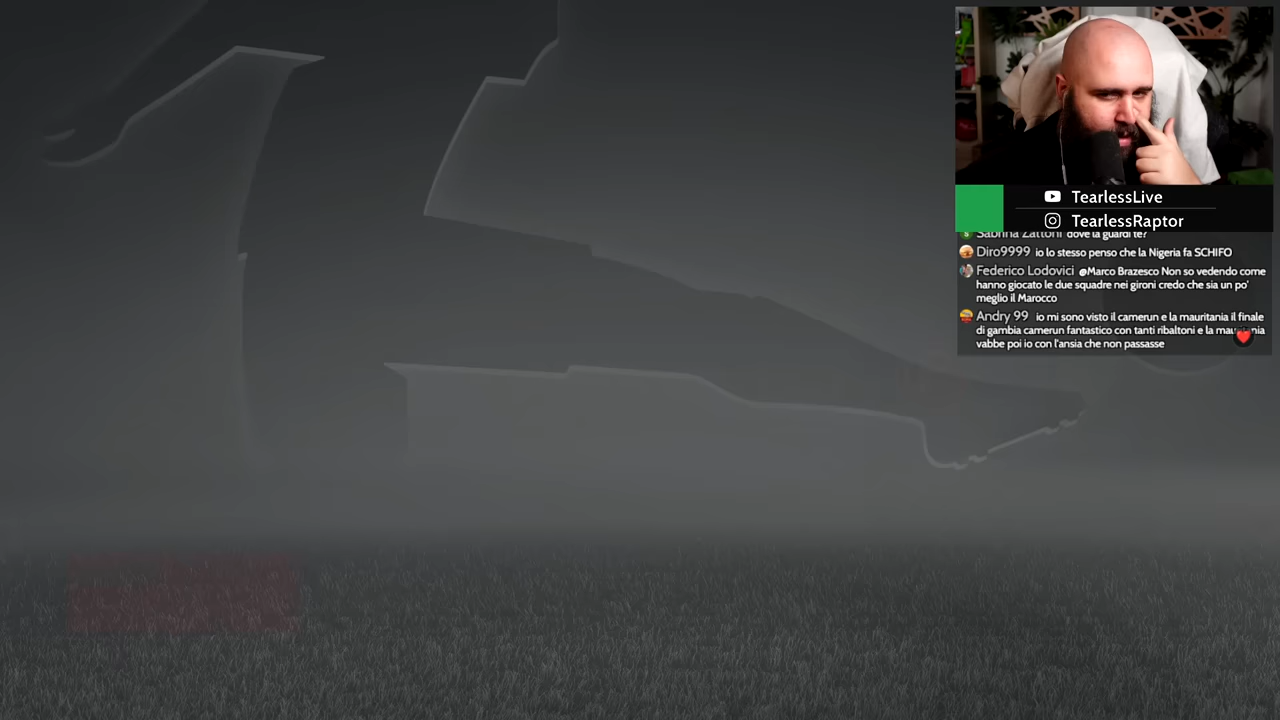 TearlessLive
TearlessRaptor
Sabrina Zattoni dove la guardi te?
Diro9999 io lo stesso penso che la Nigeria fa SCHIFO
Federico Lodovici @Marco Brazesco Non so vedendo come
hanno giocato le due squadre nei gironi credo che sia un po'
meglio il Marocco
Andry 99 io mi sono visto il camerun e la mauritania il finale
di gambia camerun fantastico con tanti ribaltoni e la mauritania
vabbe poi io con l'ansia che non passasse